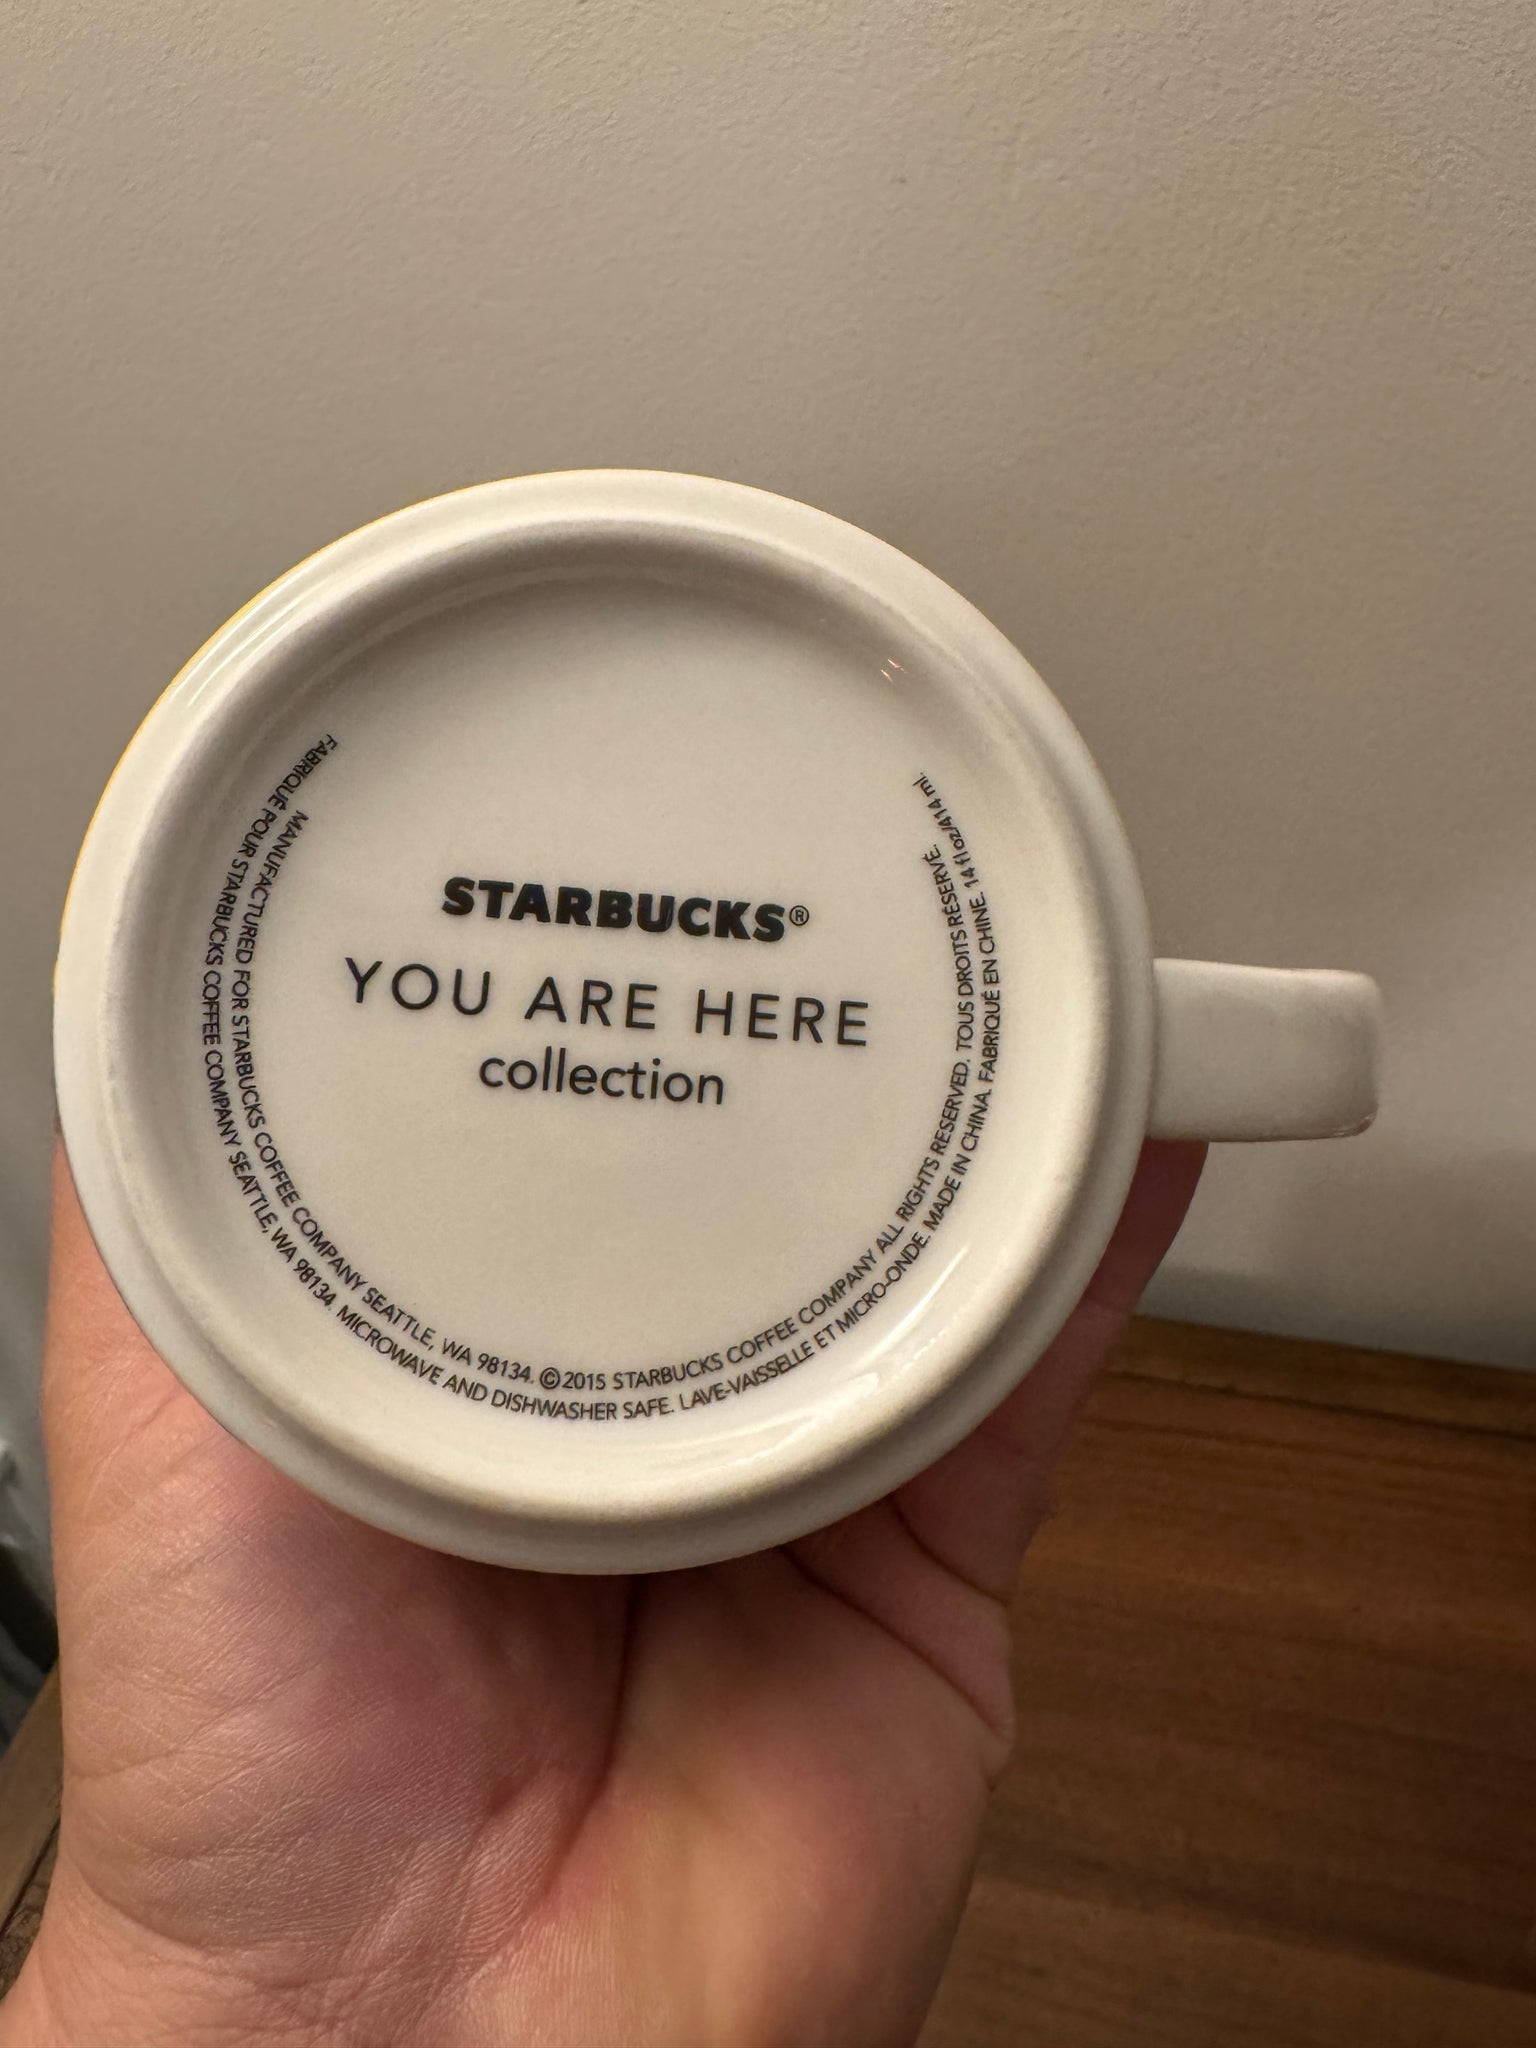 STARBUCKS®
YOU ARE HERE
collection
MANUFACTURED FOR STARBUCKS COFFEE COMPANY SEATTLE, WA 98134. ©2015 STARBUCKS COFFEE COMPANY ALL RIGHTS RESERVED. TOUS DROITS RÉSERVÉ.
FABRIQUÉ POUR STARBUCKS COFFEE COMPANY SEATTLE, WA 98134. MICROWAVE AND DISHWASHER SAFE. LAVE-VAISSELLE ET MICRO-ONDE. MADE IN CHINA. FABRIQUÉ EN CHINE. 14 fl oz/414 ml.